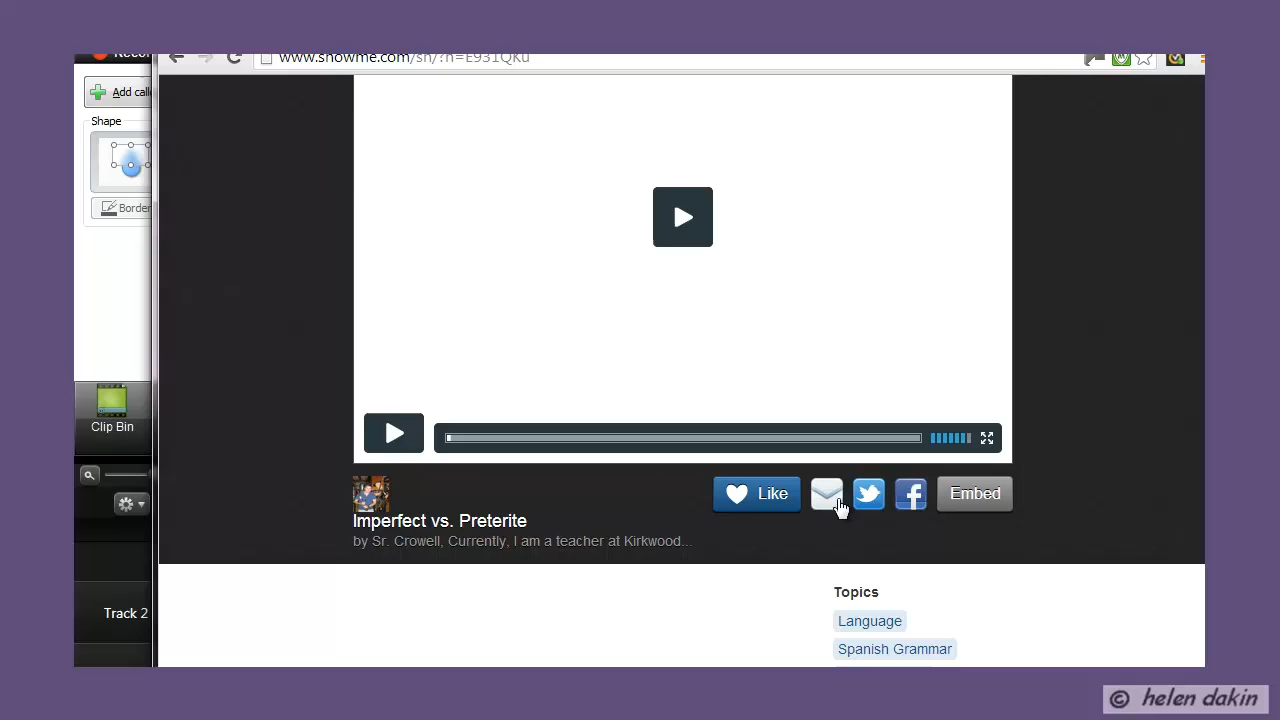 www.showme.com/sh/?h=E931QKu
Add calle
Shape
Border
Clip Bin
Like
Embed
Imperfect vs. Preterite
by Sr. Crowell, Currently, I am a teacher at Kirkwood...
Topics
Language
Track 2
Spanish Grammar
© helen dakin